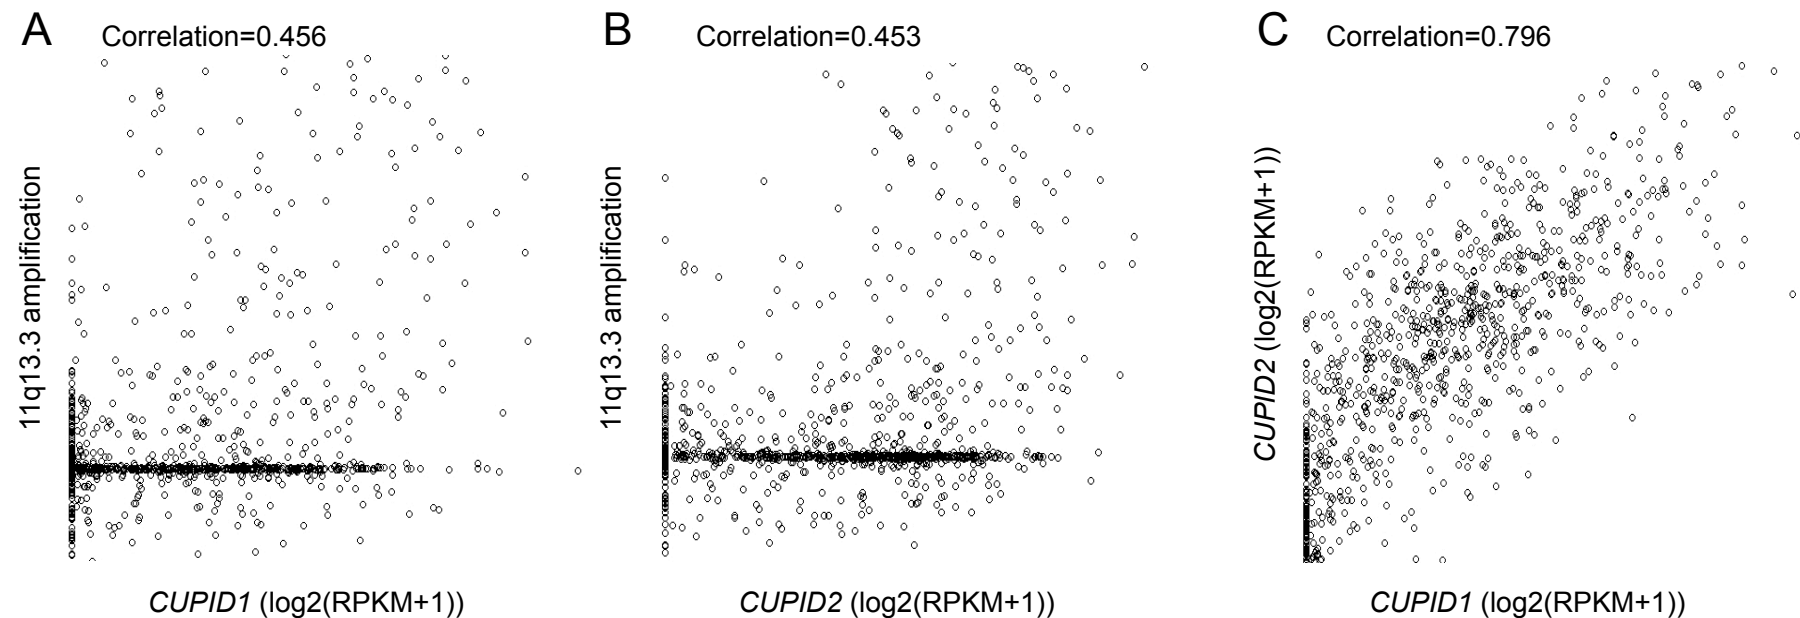 A
Correlation=0.456
11q13.3 amplification
CUPID1 (log2(RPKM+1))
B
Correlation=0.453
11q13.3 amplification
CUPID2 (log2(RPKM+1))
C
Correlation=0.796
CUPID2 (log2(RPKM+1))
CUPID1 (log2(RPKM+1))